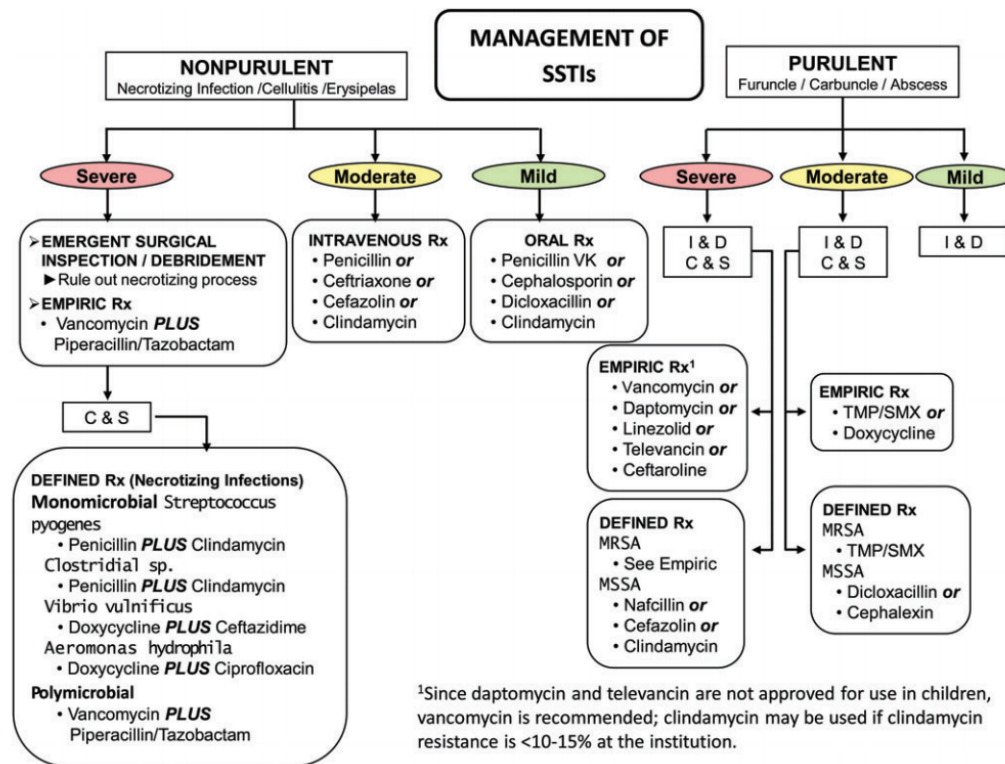 MANAGEMENT OF
SSTIs
NONPURULENT
Necrotizing Infection /Cellulitis /Erysipelas
Severe
Moderate
Mild
➢EMERGENT SURGICAL
INSPECTION / DEBRIDEMENT
►Rule out necrotizing process
➢EMPIRIC Rx
• Vancomycin PLUS
Piperacillin/Tazobactam
C & S
DEFINED Rx (Necrotizing Infections)
Monomicrobial Streptococcus
pyogenes
• Penicillin PLUS Clindamycin
Clostridial sp.
• Penicillin PLUS Clindamycin
Vibrio vulnificus
• Doxycycline PLUS Ceftazidime
Aeromonas hydrophila
• Doxycycline PLUS Ciprofloxacin
Polymicrobial
• Vancomycin PLUS
Piperacillin/Tazobactam
INTRAVENOUS Rx
• Penicillin or
• Ceftriaxone or
• Cefazolin or
• Clindamycin
ORAL Rx
• Penicillin VK or
• Cephalosporin or
• Dicloxacillin or
• Clindamycin
PURULENT
Furuncle / Carbuncle / Abscess
Severe
Moderate
Mild
I & D
C & S
I & D
C & S
I & D
EMPIRIC Rx¹
• Vancomycin or
• Daptomycin or
• Linezolid or
• Televancin or
• Ceftaroline
EMPIRIC Rx
• TMP/SMX or
• Doxycycline
DEFINED Rx
MRSA
• See Empiric
MSSA
• Nafcillin or
• Cefazolin or
• Clindamycin
DEFINED Rx
MRSA
• TMP/SMX
MSSA
• Dicloxacillin or
• Cephalexin
¹Since daptomycin and televancin are not approved for use in children,
vancomycin is recommended; clindamycin may be used if clindamycin
resistance is <10-15% at the institution.